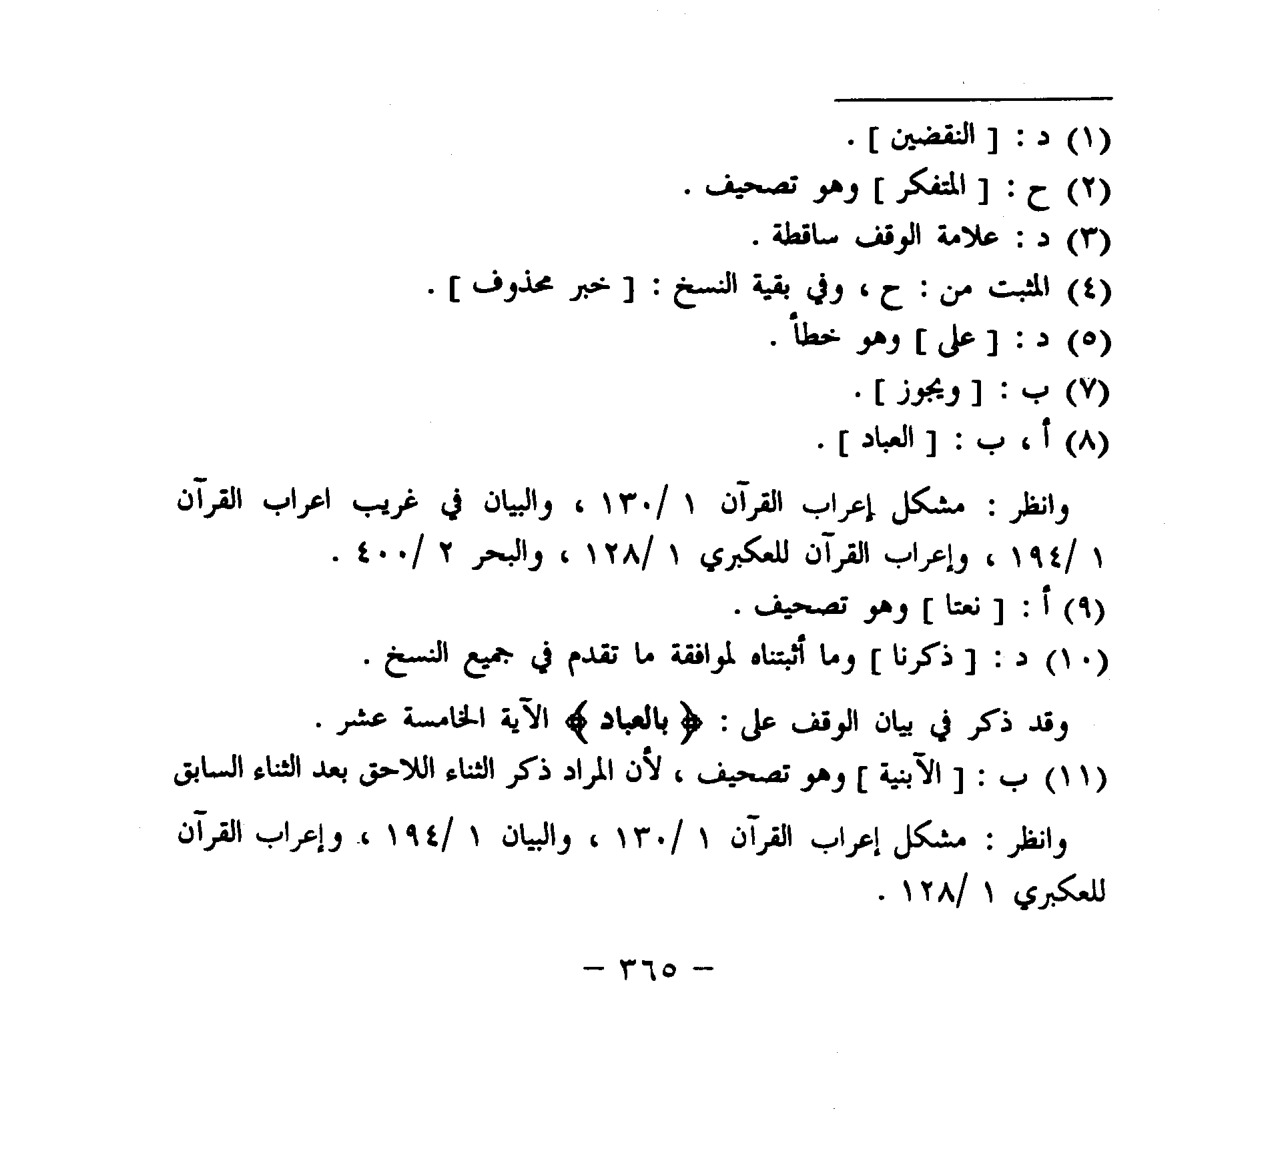 (١) د : [ النقضين ] .
(٢) ح : [ المتفكر ] وهو تصحيف .
(٣) د : علامة الوقف ساقطة .
(٤) المثبت من : ح ، وفي بقية النسخ : [ خبر محذوف ] .
(٥) د : [ على ] وهو خطأ .
(٧) ب : [ ويجوز ] .
(٨) أ ، ب : [ العباد ] .
وانظر : مشكل إعراب القرآن ١ /١٣٠ ، والبيان في غريب اعراب القرآن
١ /١٩٤ ، وإعراب القرآن للعكبري ١ /١٢٨ ، والبحر ٢ /٤٠٠ .
(٩) أ : [ نعتا ] وهو تصحيف .
(١٠) د : [ ذكرنا ] وما أثبتناه لموافقة ما تقدم في جميع النسخ .
وقد ذكر في بيان الوقف على : ﴿ بالعباد ﴾ الآية الخامسة عشر .
(١١) ب : [ الآبنية ] وهو تصحيف ، لأن المراد ذكر الثناء اللاحق بعد الثناء السابق
وانظر : مشكل إعراب القرآن ١ /١٣٠ ، والبيان ١ /١٩٤ ، وإعراب القرآن
للعكبري ١ /١٢٨ .
– ٣٦٥ –